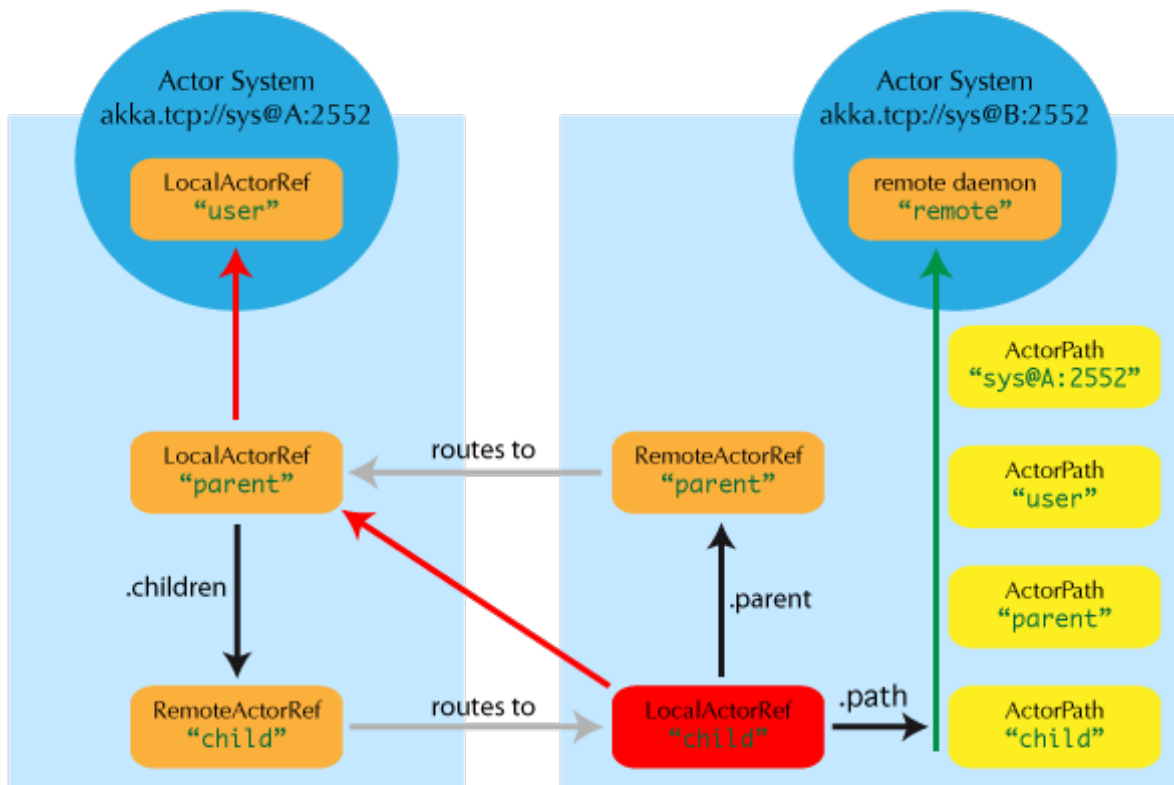 Actor System
akka.tcp://sys@A:2552
LocalActorRef
“user”
LocalActorRef
“parent”
.children
RemoteActorRef
“child”
routes to
routes to
Actor System
akka.tcp://sys@B:2552
remote daemon
“remote”
RemoteActorRef
“parent”
.parent
LocalActorRef
“child”
.path
ActorPath
“sys@A:2552”
ActorPath
“user”
ActorPath
“parent”
ActorPath
“child”